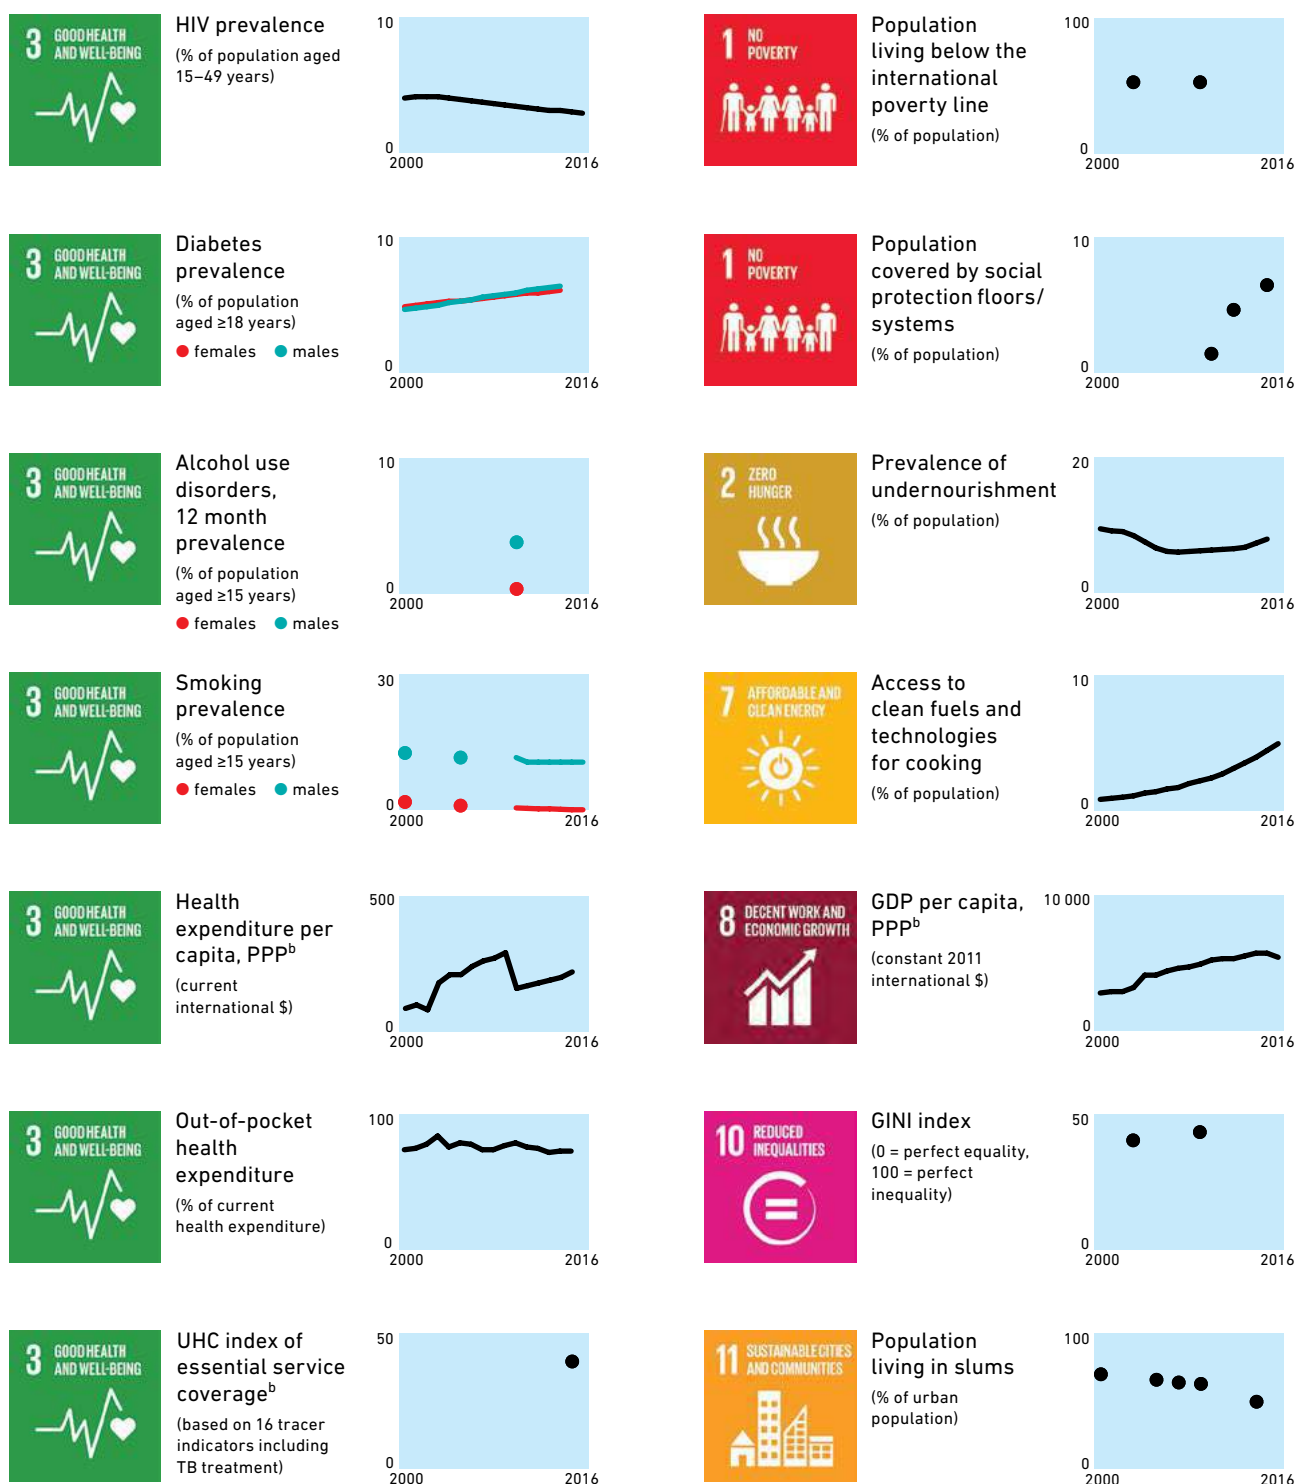 3 GOOD HEALTH
AND WELL-BEING
HIV prevalence
(% of population aged
15–49 years)
10
0
2000 2016
3 GOOD HEALTH
AND WELL-BEING
Diabetes
prevalence
(% of population
aged ≥18 years)
● females ● males
10
0
2000 2016
3 GOOD HEALTH
AND WELL-BEING
Alcohol use
disorders,
12 month
prevalence
(% of population
aged ≥15 years)
● females ● males
10
0
2000 2016
3 GOOD HEALTH
AND WELL-BEING
Smoking
prevalence
(% of population
aged ≥15 years)
● females ● males
30
0
2000 2016
3 GOOD HEALTH
AND WELL-BEING
Health
expenditure per
capita, PPPᵇ
(current
international $)
500
0
2000 2016
3 GOOD HEALTH
AND WELL-BEING
Out-of-pocket
health
expenditure
(% of current
health expenditure)
100
0
2000 2016
3 GOOD HEALTH
AND WELL-BEING
UHC index of
essential service
coverageᵇ
(based on 16 tracer
indicators including
TB treatment)
50
0
2000 2016
1 NO
POVERTY
Population
living below the
international
poverty line
(% of population)
100
0
2000 2016
1 NO
POVERTY
Population
covered by social
protection floors/
systems
(% of population)
10
0
2000 2016
2 ZERO
HUNGER
Prevalence of
undernourishment
(% of population)
20
0
2000 2016
7 AFFORDABLE AND
CLEAN ENERGY
Access to
clean fuels and
technologies
for cooking
(% of population)
10
0
2000 2016
8 DECENT WORK AND
ECONOMIC GROWTH
GDP per capita,
PPPᵇ
(constant 2011
international $)
10 000
0
2000 2016
10 REDUCED
INEQUALITIES
GINI index
(0 = perfect equality,
100 = perfect
inequality)
50
0
2000 2016
11 SUSTAINABLE CITIES
AND COMMUNITIES
Population
living in slums
(% of urban
population)
100
0
2000 2016